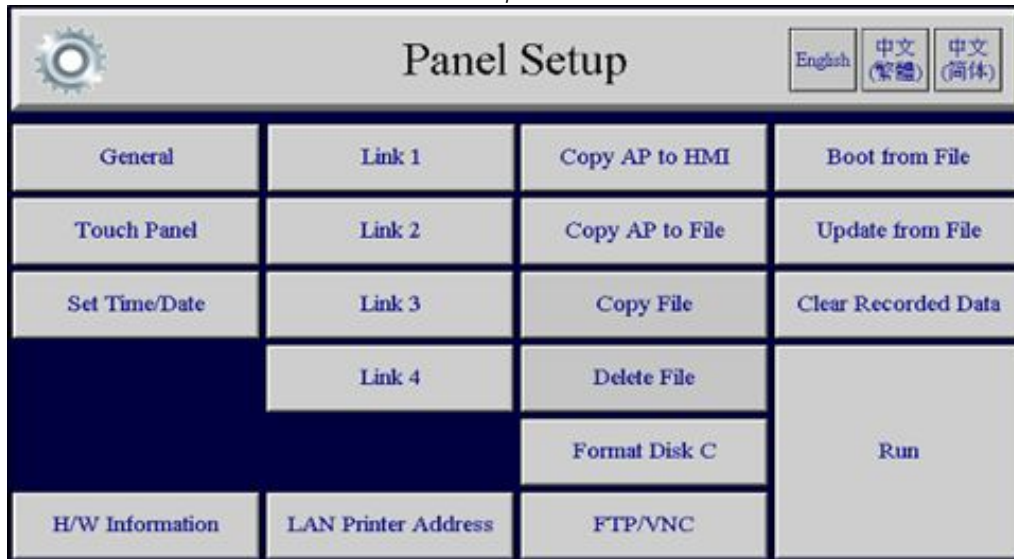 Panel Setup
English
中文
(繁體)
中文
(简体)
General
Link 1
Copy AP to HMI
Boot from File
Touch Panel
Link 2
Copy AP to File
Update from File
Set Time/Date
Link 3
Copy File
Clear Recorded Data
Link 4
Delete File
Format Disk C
Run
H/W Information
LAN Printer Address
FTP/VNC